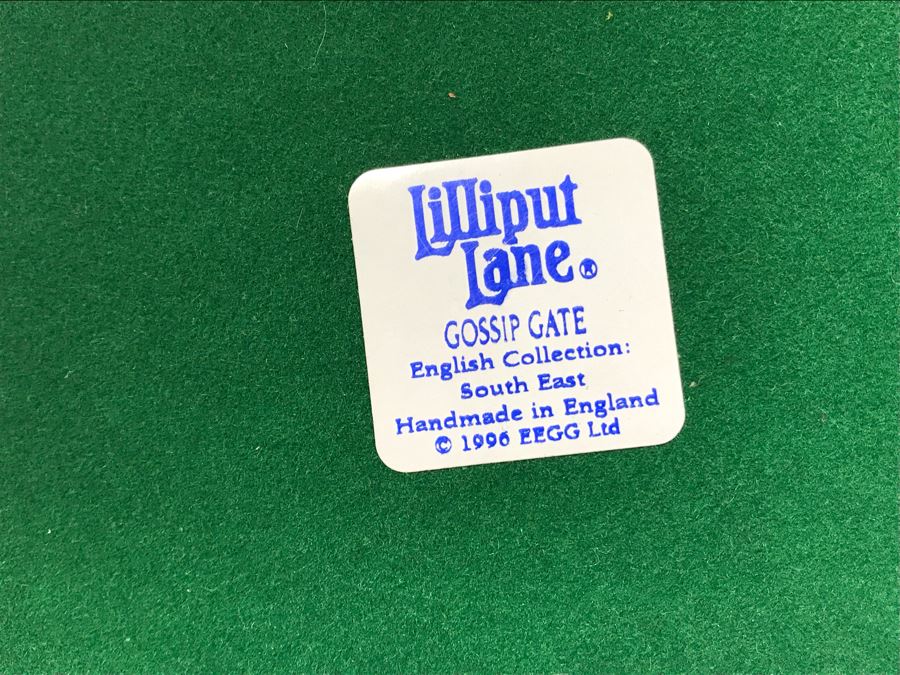 Lilliput
Lane®
GOSSIP GATE
English Collection:
South East
Handmade in England
© 1996 EEGG Ltd